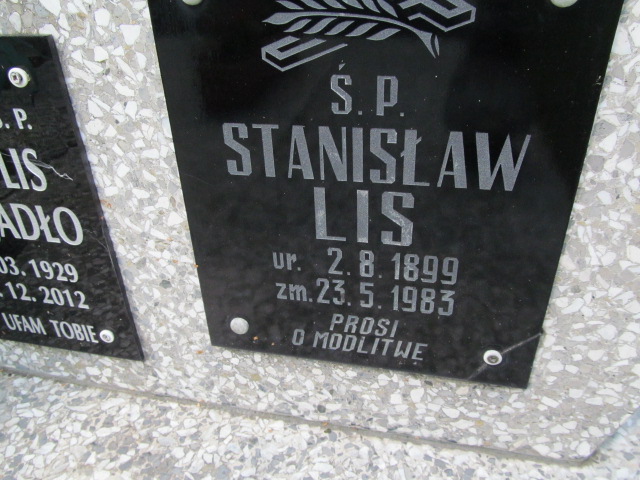 Ś. P.
STANISŁAW
LIS
ur. 2.8.1899
zm. 23.5.1983
PROSI
O MODLITWE
. P.
LIS
ADŁO
03. 1929
. 12. 2012
UFAM TOBIE